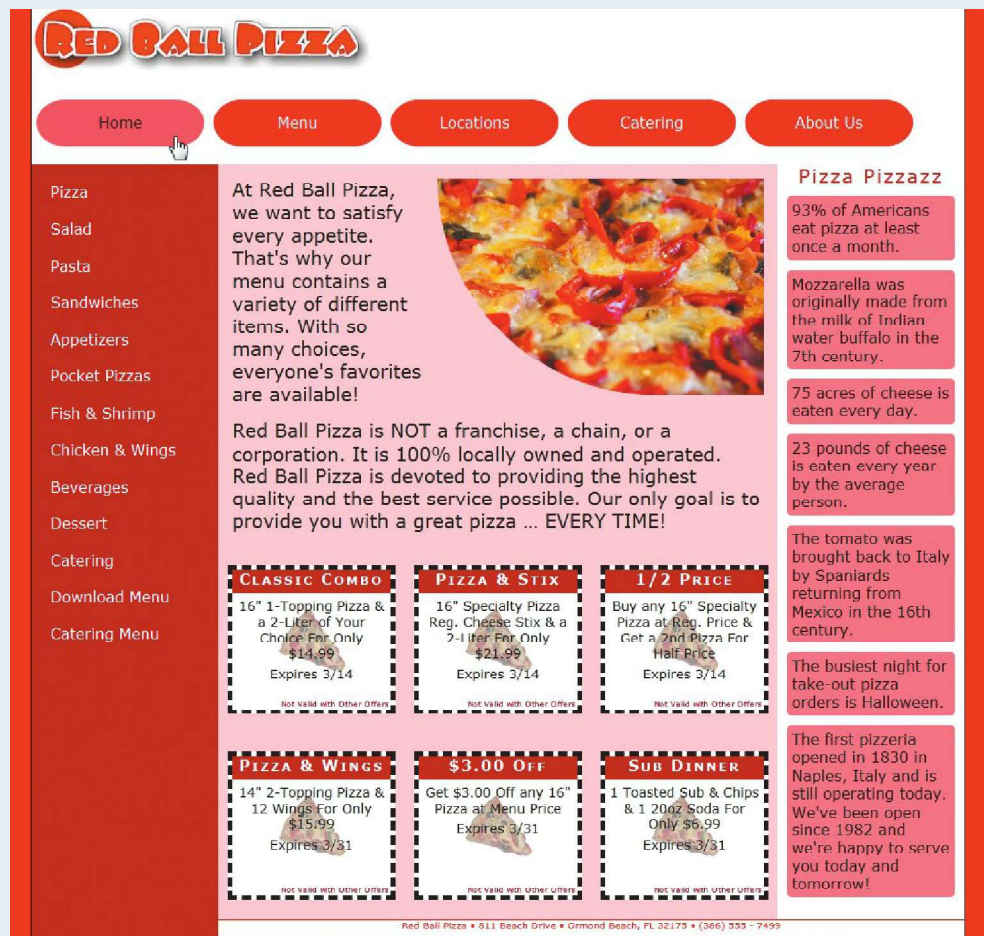 RED BALL PIZZA
Home
Menu
Locations
Catering
About Us
Pizza
Salad
Pasta
Sandwiches
Appetizers
Pocket Pizzas
Fish & Shrimp
Chicken & Wings
Beverages
Dessert
Catering
Download Menu
Catering Menu
At Red Ball Pizza,
we want to satisfy
every appetite.
That's why our
menu contains a
variety of different
items. With so
many choices,
everyone's favorites
are available!
Red Ball Pizza is NOT a franchise, a chain, or a
corporation. It is 100% locally owned and operated.
Red Ball Pizza is devoted to providing the highest
quality and the best service possible. Our only goal is to
provide you with a great pizza ... EVERY TIME!
CLASSIC COMBO
16" 1-Topping Pizza &
a 2-Liter of Your
Choice For Only
$14.99
Expires 3/14
Not Valid with Other Offers
PIZZA & STIX
16" Specialty Pizza
Reg. Cheese Stix & a
2-Liter For Only
$21.99
Expires 3/14
Not Valid with Other Offers
1/2 PRICE
Buy any 16" Specialty
Pizza at Reg. Price &
Get a 2nd Pizza For
Half Price
Expires 3/14
Not Valid with Other Offers
PIZZA & WINGS
14" 2-Topping Pizza &
12 Wings For Only
$15.99
Expires 3/31
Not Valid with Other Offers
$3.00 OFF
Get $3.00 Off any 16"
Pizza at Menu Price
Expires 3/31
Not Valid with Other Offers
SUB DINNER
1 Toasted Sub & Chips
& 1 20oz Soda For
Only $6.99
Expires 3/31
Not Valid with Other Offers
Pizza Pizzazz
93% of Americans
eat pizza at least
once a month.
Mozzarella was
originally made from
the milk of Indian
water buffalo in the
7th century.
75 acres of cheese is
eaten every day.
23 pounds of cheese
is eaten every year
by the average
person.
The tomato was
brought back to Italy
by Spaniards
returning from
Mexico in the 16th
century.
The busiest night for
take-out pizza
orders is Halloween.
The first pizzeria
opened in 1830 in
Naples, Italy and is
still operating today.
We've been open
since 1982 and
we're happy to serve
you today and
tomorrow!
Red Ball Pizza • 811 Beach Drive • Ormond Beach, FL 32175 • (386) 555 - 7499